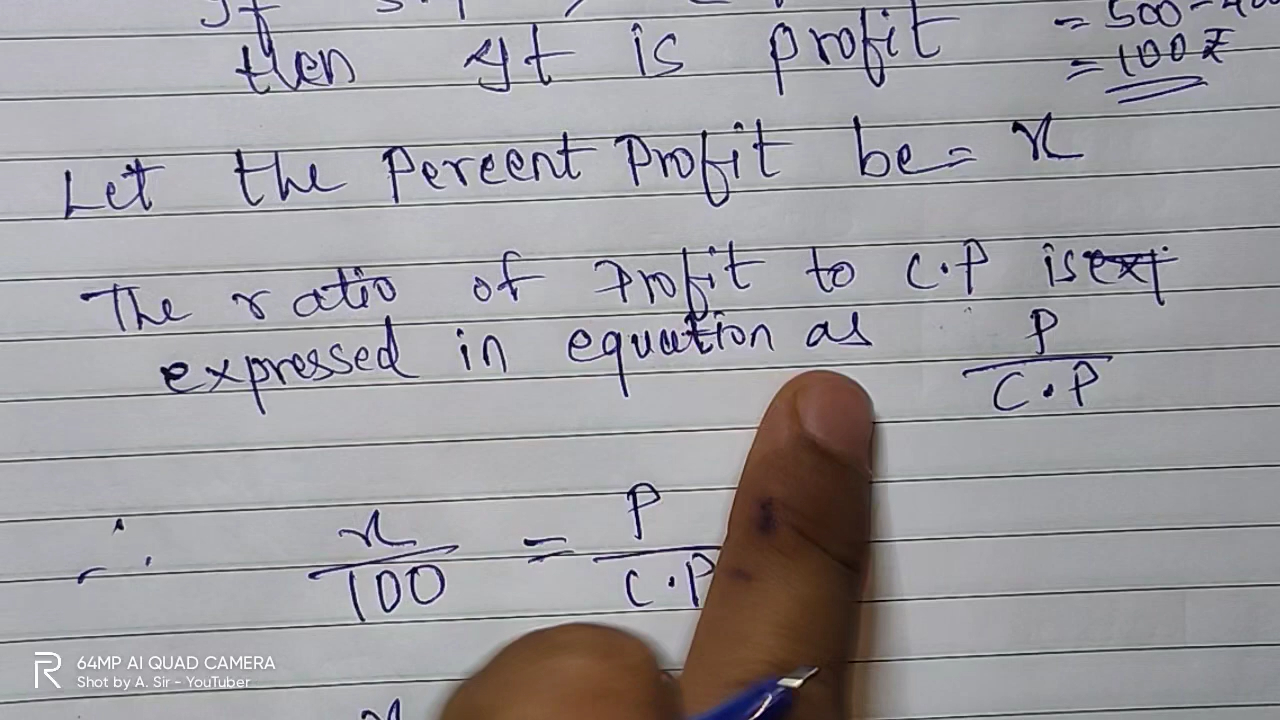 If
= 500 -
then It is profit
= 100 ₹
Let the Percent Profit be = x
The ratio of Profit to C.P is
expressed in equation as P/C.P
∴ x/100 = P/C.P
x
64MP AI QUAD CAMERA
Shot by A. Sir - YouTuber